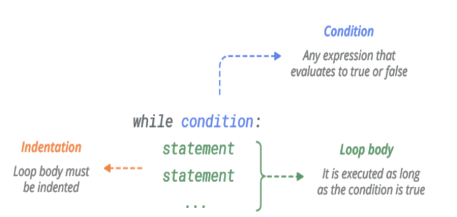 Condition
Any expression that
evaluates to true or false
while condition:
Indentation
Loop body must
be indented
statement
statement
...
Loop body
It is executed as long
as the condition is true